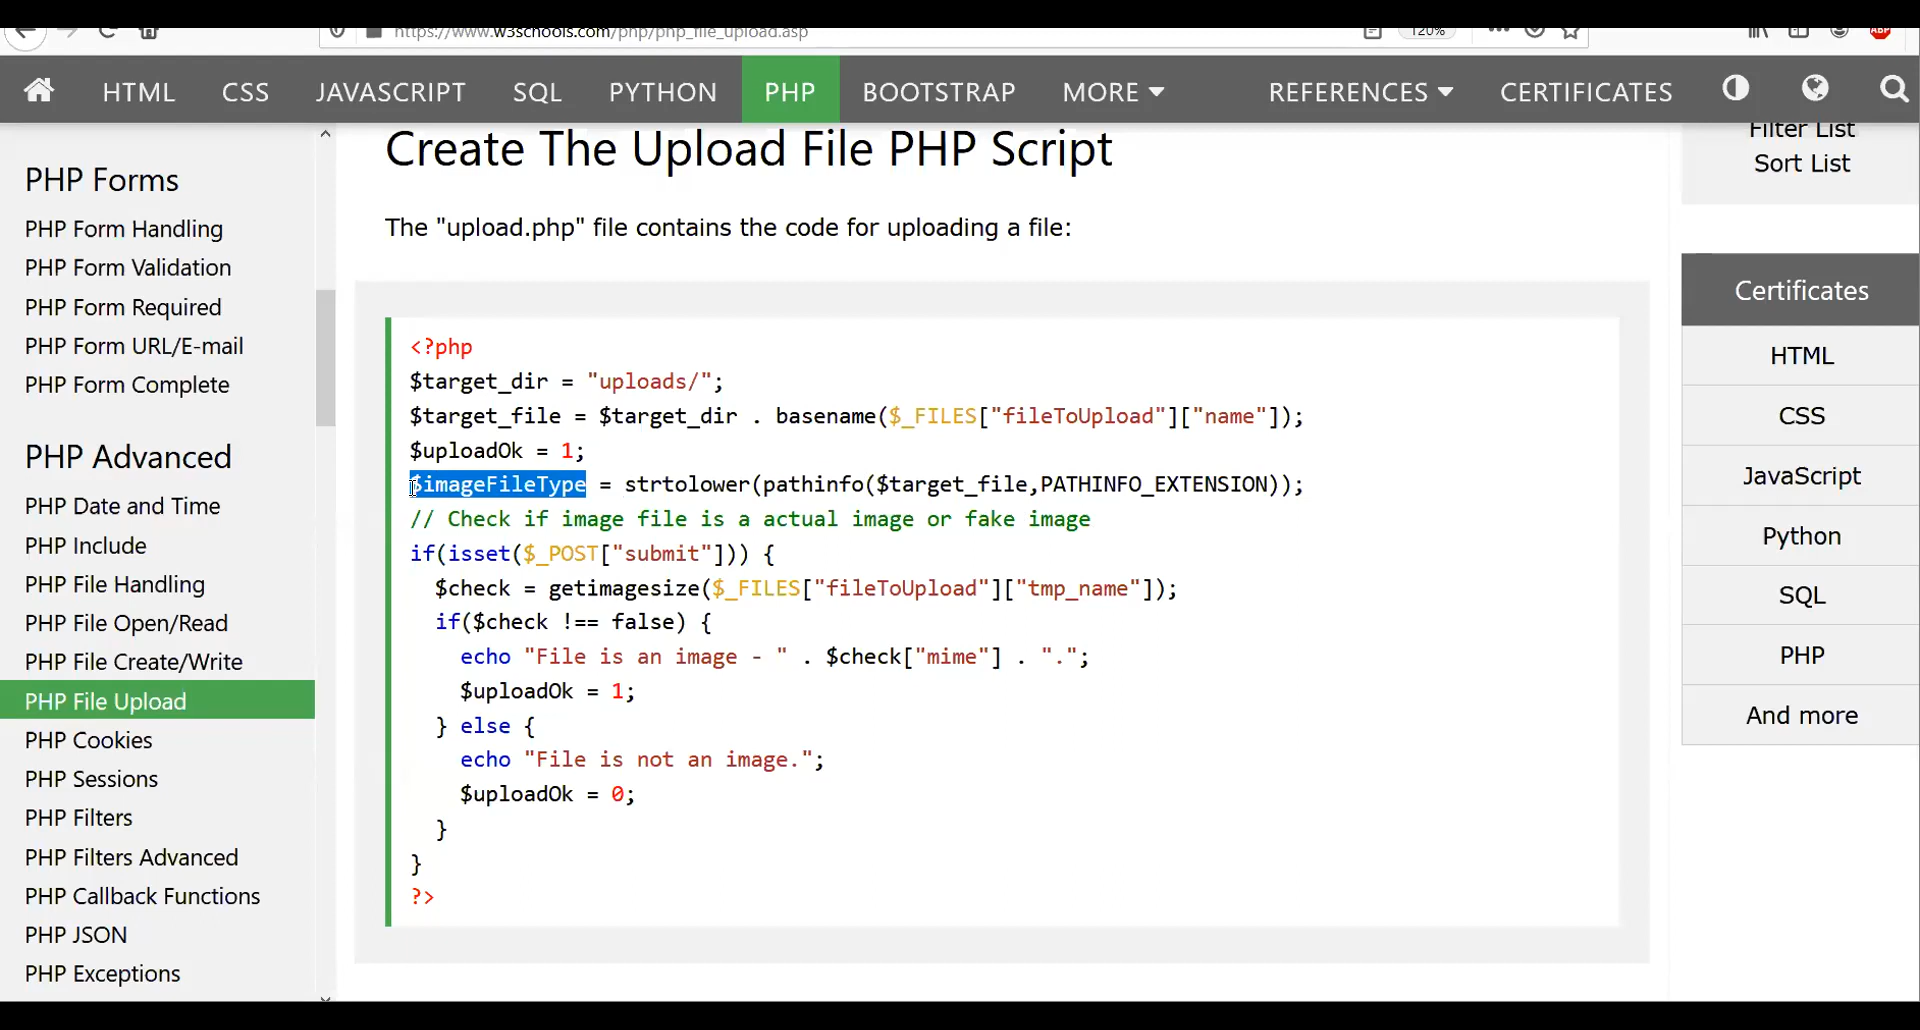 https://www.w3schools.com/php/php_file_upload.asp
120%
ABP
HTML
CSS
JAVASCRIPT
SQL
PYTHON
PHP
BOOTSTRAP
MORE
REFERENCES
CERTIFICATES
PHP Forms
PHP Form Handling
PHP Form Validation
PHP Form Required
PHP Form URL/E-mail
PHP Form Complete
PHP Advanced
PHP Date and Time
PHP Include
PHP File Handling
PHP File Open/Read
PHP File Create/Write
PHP File Upload
PHP Cookies
PHP Sessions
PHP Filters
PHP Filters Advanced
PHP Callback Functions
PHP JSON
PHP Exceptions
Create The Upload File PHP Script
The "upload.php" file contains the code for uploading a file:
<?php
$target_dir = "uploads/";
$target_file = $target_dir . basename($_FILES["fileToUpload"]["name"]);
$uploadOk = 1;
$imageFileType = strtolower(pathinfo($target_file,PATHINFO_EXTENSION));
// Check if image file is a actual image or fake image
if(isset($_POST["submit"])) {
  $check = getimagesize($_FILES["fileToUpload"]["tmp_name"]);
  if($check !== false) {
    echo "File is an image - " . $check["mime"] . ".";
    $uploadOk = 1;
  } else {
    echo "File is not an image.";
    $uploadOk = 0;
  }
}
?>
Filter List
Sort List
Certificates
HTML
CSS
JavaScript
Python
SQL
PHP
And more